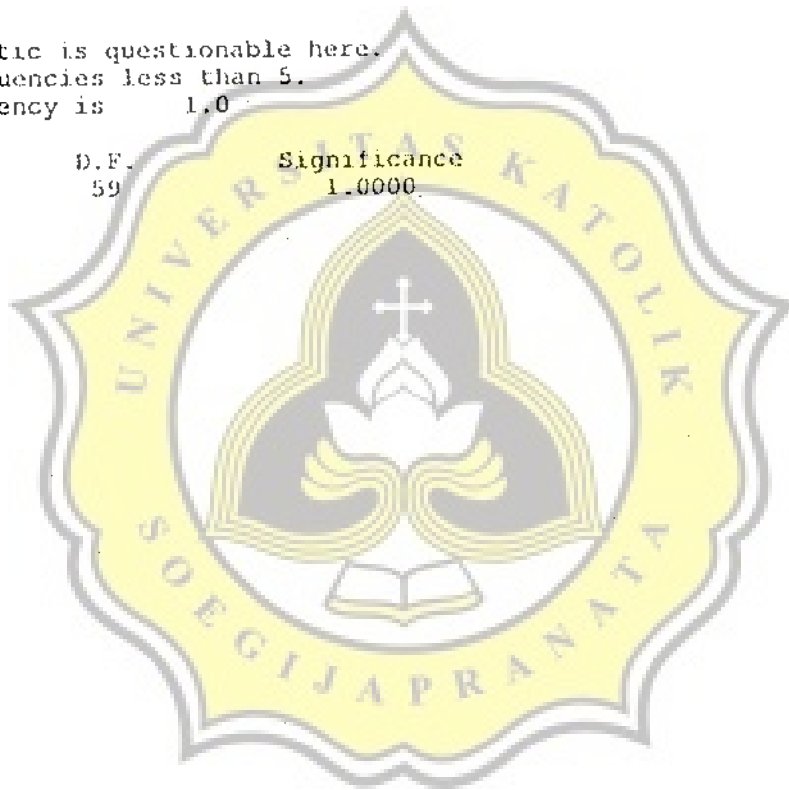 tic is questionable here.
uencies less than 5.
ency is 1.0
D.F. Significance
59 1.0000
UNIVERSITAS KATOLIK
SOEGIJAPRANATA